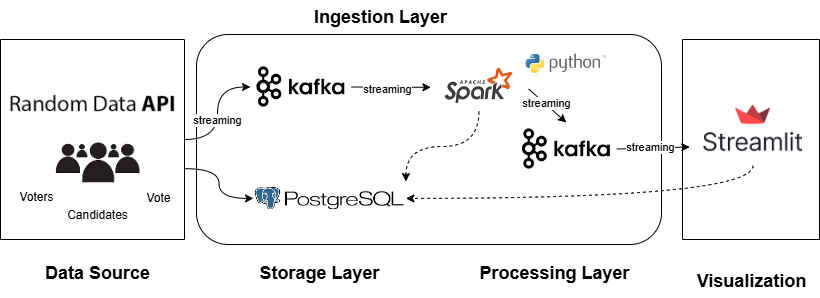 Ingestion Layer
Random Data API
Voters
Candidates
Vote
streaming
kafka
streaming
APACHE
Spark
python™
streaming
kafka
streaming
Streamlit
PostgreSQL
Data Source
Storage Layer
Processing Layer
Visualization